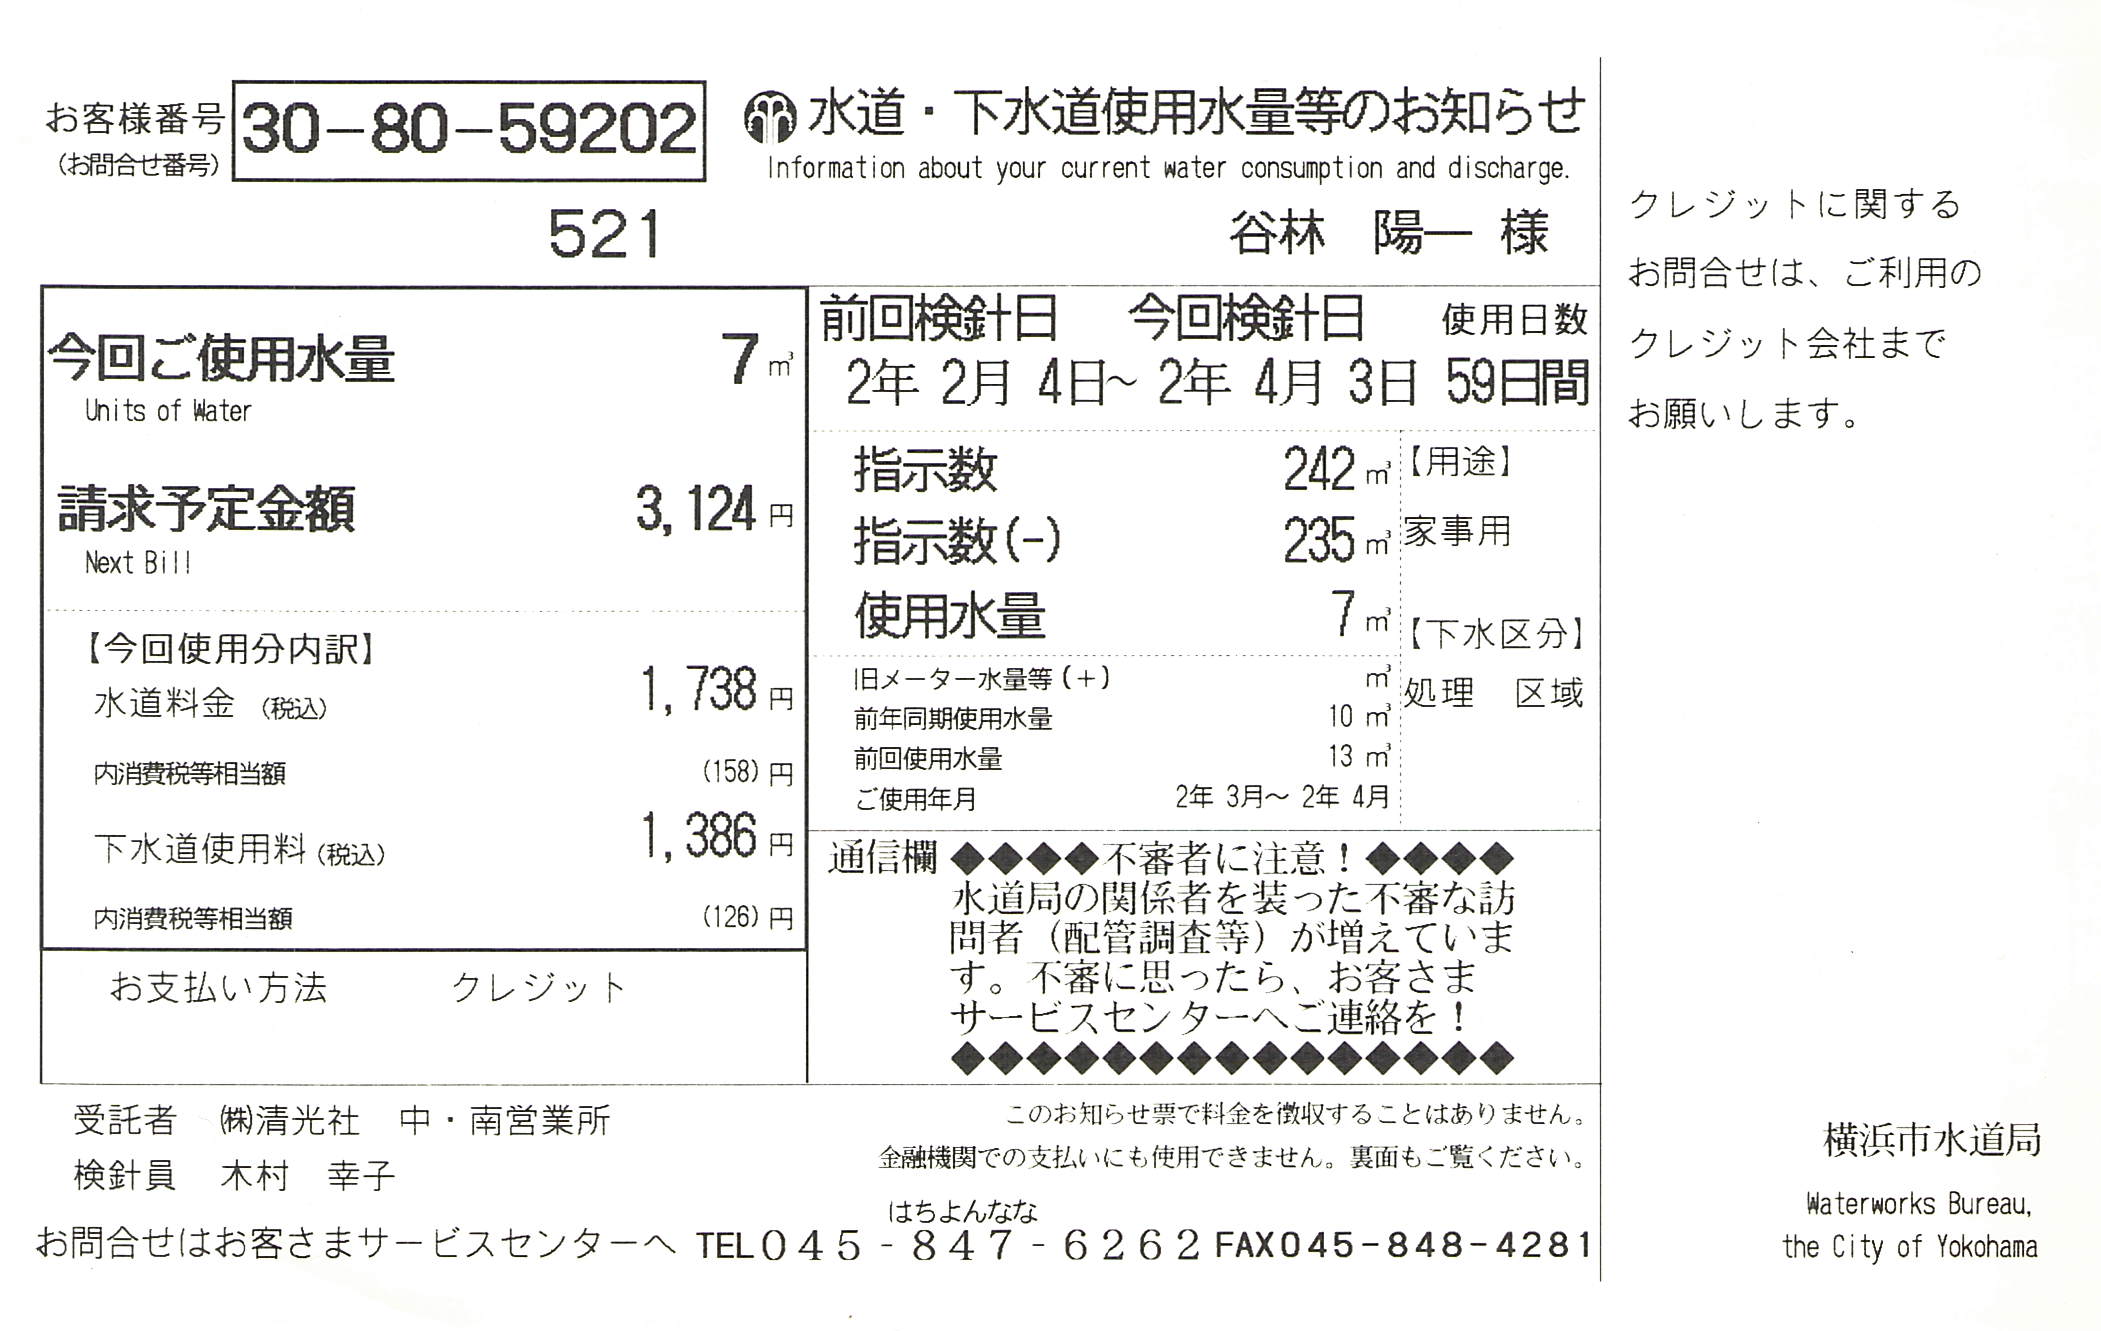 お客様番号 30-80-59202
(お問合せ番号)
521
水道・下水道使用水量等のお知らせ
Information about your current water consumption and discharge.
谷林 陽一 様
今回ご使用水量 7 ㎥
Units of Water
請求予定金額 3,124 円
Next Bill
【今回使用分内訳】
水道料金 (税込) 1,738 円
内消費税等相当額 (158) 円
下水道使用料 (税込) 1,386 円
内消費税等相当額 (126) 円
お支払い方法 クレジット
前回検針日 今回検針日 使用日数
2年 2月 4日~ 2年 4月 3日 59日間
指示数 242 ㎥
指示数(-) 235 ㎥
使用水量 7 ㎥
旧メーター水量等(+) ㎥
前年同期使用水量 10 ㎥
前回使用水量 13 ㎥
ご使用年月 2年 3月~ 2年 4月
【用途】
家事用
【下水区分】
処理 区域
通信欄 ◆◆◆◆不審者に注意!◆◆◆◆
水道局の関係者を装った不審な訪
問者(配管調査等)が増えていま
す。不審に思ったら、お客さま
サービスセンターへご連絡を!
◆◆◆◆◆◆◆◆◆◆◆◆◆◆◆
受託者 ㈱清光社 中・南営業所
検針員 木村 幸子
このお知らせ票で料金を徴収することはありません。
金融機関での支払いにも使用できません。裏面もご覧ください。
はちよんなな
お問合せはお客さまサービスセンターへ TEL045-847-6262 FAX045-848-4281
クレジットに関する
お問合せは、ご利用の
クレジット会社まで
お願いします。
横浜市水道局
Waterworks Bureau,
the City of Yokohama